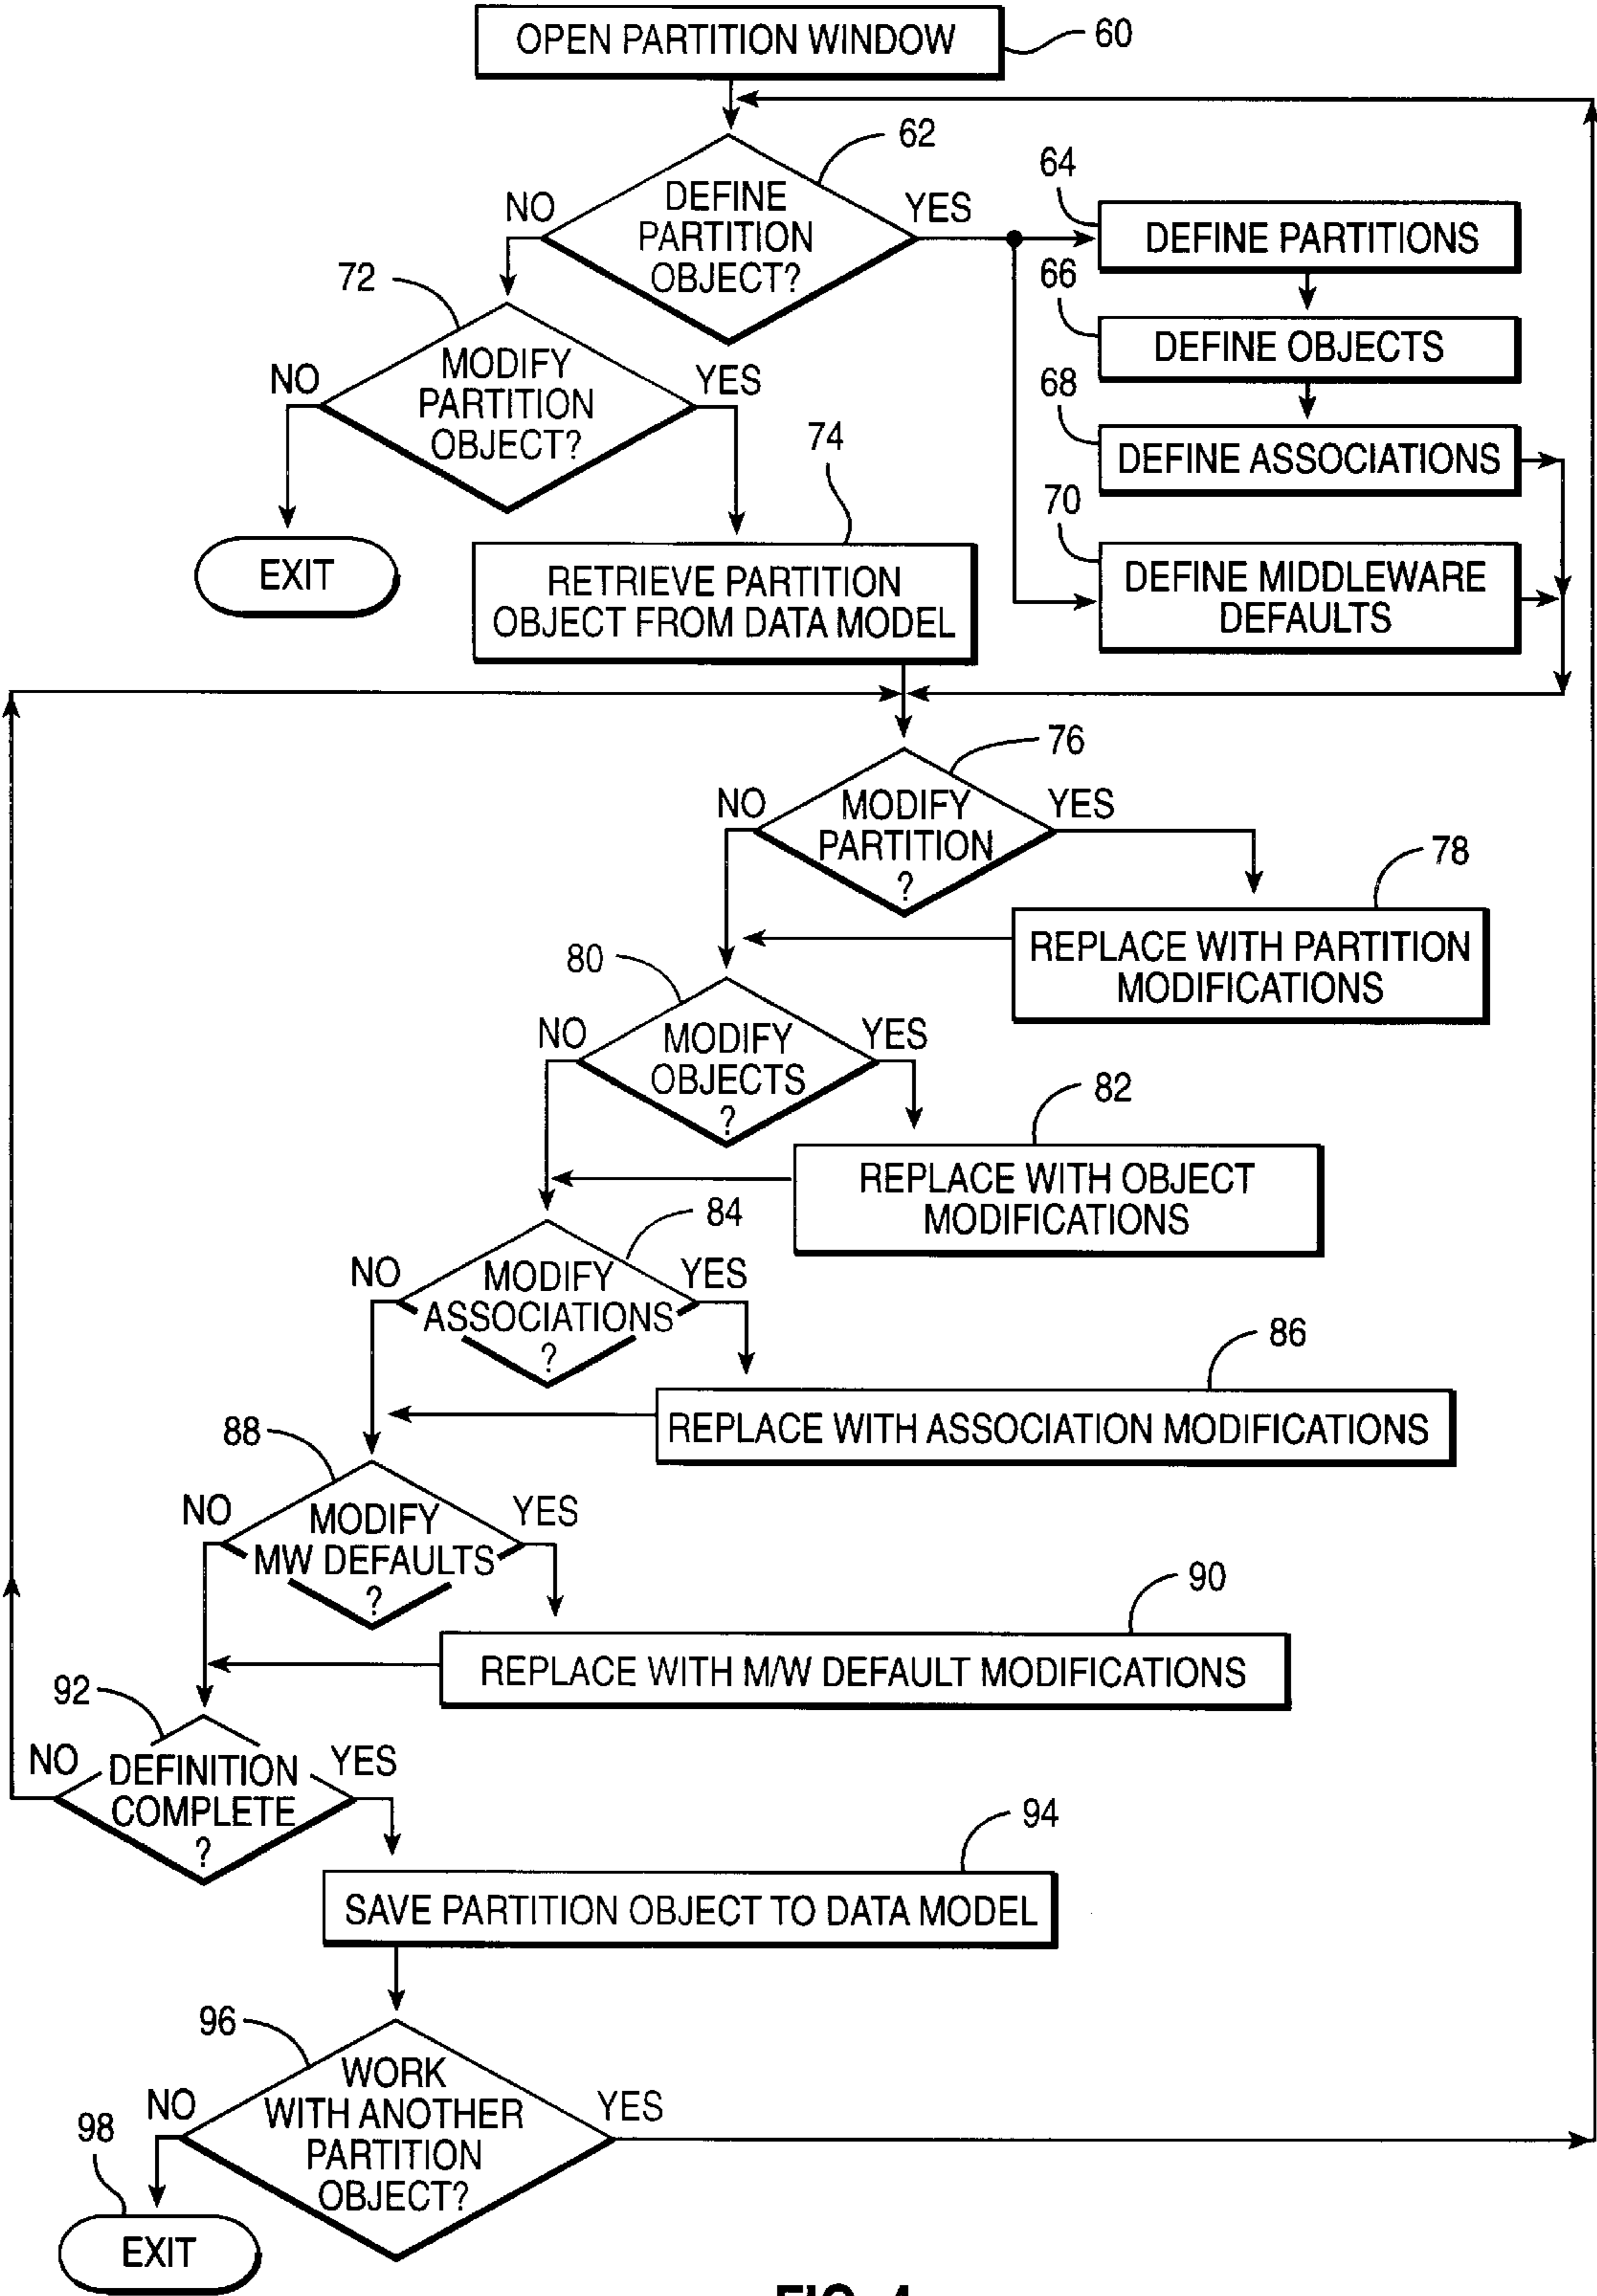 OPEN PARTITION WINDOW
60
62
DEFINE
PARTITION
OBJECT?
NO
YES
64
DEFINE PARTITIONS
66
DEFINE OBJECTS
68
DEFINE ASSOCIATIONS
70
DEFINE MIDDLEWARE
DEFAULTS
72
MODIFY
PARTITION
OBJECT?
NO
YES
EXIT
74
RETRIEVE PARTITION
OBJECT FROM DATA MODEL
76
MODIFY
PARTITION
?
NO
YES
78
REPLACE WITH PARTITION
MODIFICATIONS
80
MODIFY
OBJECTS
?
NO
YES
82
REPLACE WITH OBJECT
MODIFICATIONS
84
MODIFY
ASSOCIATIONS
?
NO
YES
86
REPLACE WITH ASSOCIATION MODIFICATIONS
88
MODIFY
MW DEFAULTS
?
NO
YES
90
REPLACE WITH M/W DEFAULT MODIFICATIONS
92
DEFINITION
COMPLETE
?
NO
YES
94
SAVE PARTITION OBJECT TO DATA MODEL
96
WORK
WITH ANOTHER
PARTITION
OBJECT?
NO
YES
98
EXIT